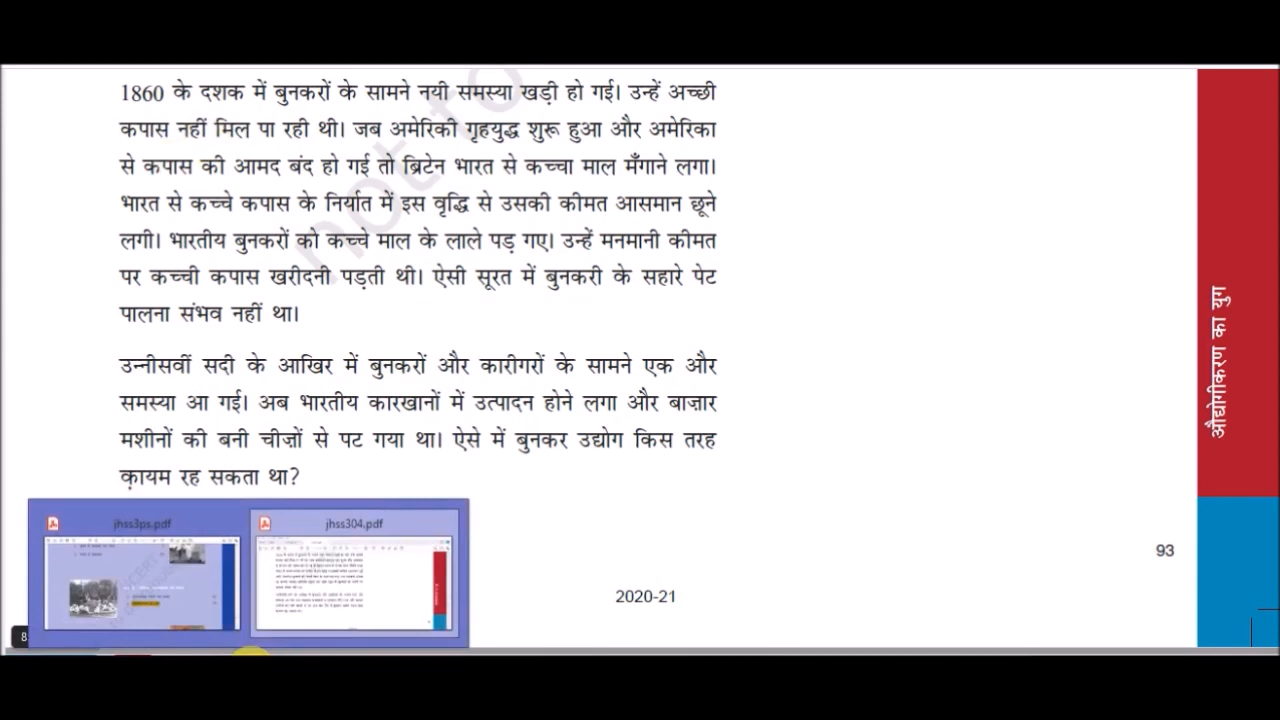 1860 के दशक में बुनकरों के सामने नयी समस्या खड़ी हो गई। उन्हें अच्छी
कपास नहीं मिल पा रही थी। जब अमेरिकी गृहयुद्ध शुरू हुआ और अमेरिका
से कपास की आमद बंद हो गई तो ब्रिटेन भारत से कच्चा माल मँगाने लगा।
भारत से कच्चे कपास के निर्यात में इस वृद्धि से उसकी कीमत आसमान छूने
लगी। भारतीय बुनकरों को कच्चे माल के लाले पड़ गए। उन्हें मनमानी कीमत
पर कच्ची कपास खरीदनी पड़ती थी। ऐसी सूरत में बुनकरी के सहारे पेट
पालना संभव नहीं था।
उन्नीसवीं सदी के आखिर में बुनकरों और कारीगरों के सामने एक और
समस्या आ गई। अब भारतीय कारखानों में उत्पादन होने लगा और बाज़ार
मशीनों की बनी चीज़ों से पट गया था। ऐसे में बुनकर उद्योग किस तरह
क़ायम रह सकता था?
not to
औद्योगीकरण का युग
93
2020-21
jhss3ps.pdf
jhss304.pdf
8